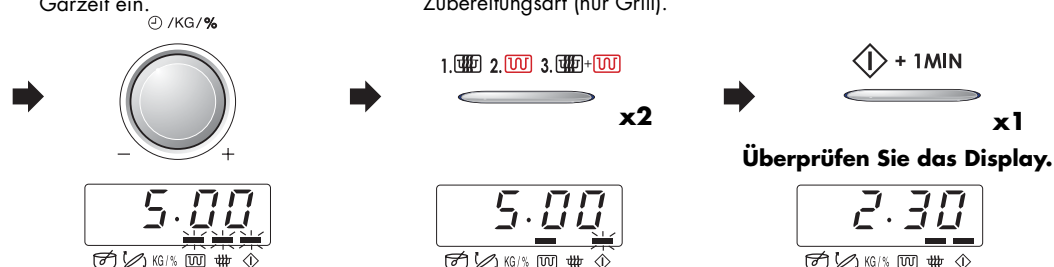 Garzeit ein.
Zubereitungsart (nur Grill).
/KG/%
1. 2. 3. +
+ 1MIN
- +
x2
x1
Überprüfen Sie das Display.
5.00
5.00
2.30
KG/%
KG/%
KG/%